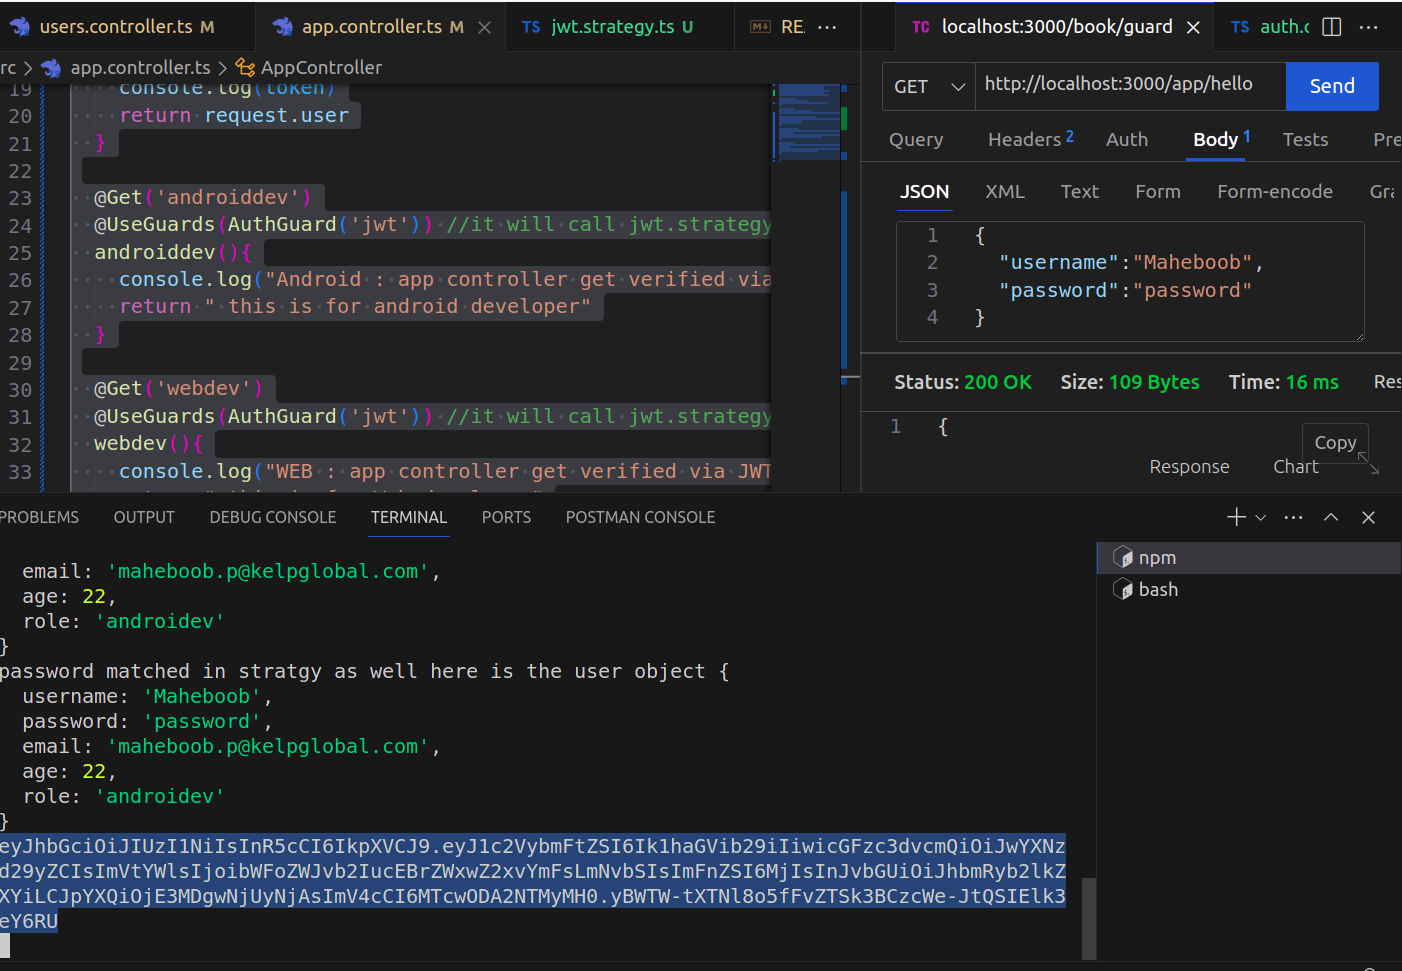 users.controller.ts M
app.controller.ts M
TS jwt.strategy.ts U
RE.
TC localhost:3000/book/guard
TS auth.c
rc > app.controller.ts > AppController
19 console.log(token)
20 return request.user
21 }
22
23 @Get('androiddev')
24 @UseGuards(AuthGuard('jwt')) //it will call jwt.strategy
25 androiddev(){
26 console.log("Android : app controller get verified via
27 return " this is for android developer"
28 }
29
30 @Get('webdev')
31 @UseGuards(AuthGuard('jwt')) //it will call jwt.strategy
32 webdev(){
33 console.log("WEB : app controller get verified via JWT
GET http://localhost:3000/app/hello Send
Query Headers 2 Auth Body 1 Tests Pre
JSON XML Text Form Form-encode Gra
1 {
2 "username":"Maheboob",
3 "password":"password"
4 }
Status: 200 OK Size: 109 Bytes Time: 16 ms Res
1 {
Copy
Response Chart
PROBLEMS OUTPUT DEBUG CONSOLE TERMINAL PORTS POSTMAN CONSOLE
email: 'maheboob.p@kelpglobal.com',
age: 22,
role: 'androidev'
}
password matched in stratgy as well here is the user object {
username: 'Maheboob',
password: 'password',
email: 'maheboob.p@kelpglobal.com',
age: 22,
role: 'androidev'
}
eyJhbGciOiJIUzI1NiIsInR5cCI6IkpXVCJ9.eyJ1c2VybmFtZSI6Ik1haGVib29iIiwicGFzc3dvcmQiOiJwYXNz
d29yZCIsImVtYWlsIjoibWFoZWJvb2IucEBrZWxwZ2xvYmFsLmNvbSIsImFnZSI6MjIsInJvbGUiOiJhbmRyb2lkZ
XYiLCJpYXQiOjE3MDgwNjUyNjAsImV4cCI6MTcwODA2NTMyMH0.yBWTW-tXTNl8o5fFvZTSk3BCzcWe-JtQSIElk3
eY6RU
npm
bash